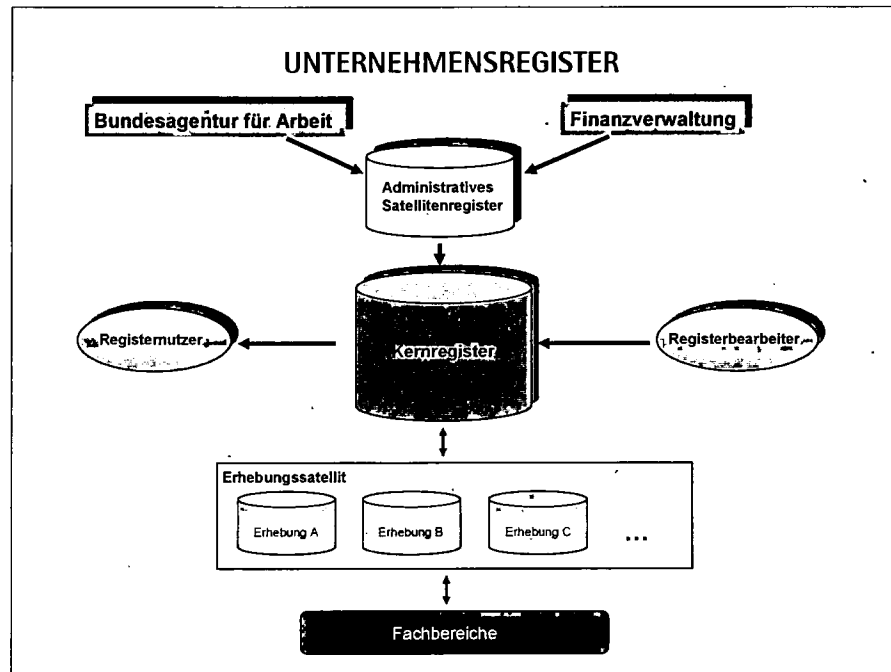 UNTERNEHMENSREGISTER
Bundesagentur für Arbeit
Finanzverwaltung
Administratives
Satellitenregister
Registernutzer
Kernregister
Registerbearbeiter
Erhebungssatellit
Erhebung A
Erhebung B
Erhebung C
...
Fachbereiche